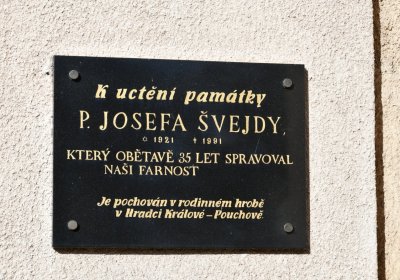 K uctění památky
P. JOSEFA ŠVEJDY,
☼ 1921 † 1991
KTERÝ OBĚTAVĚ 35 LET SPRAVOVAL
NAŠI FARNOST
Je pochován v rodinném hrobě
v Hradci Králové - Pouchově.